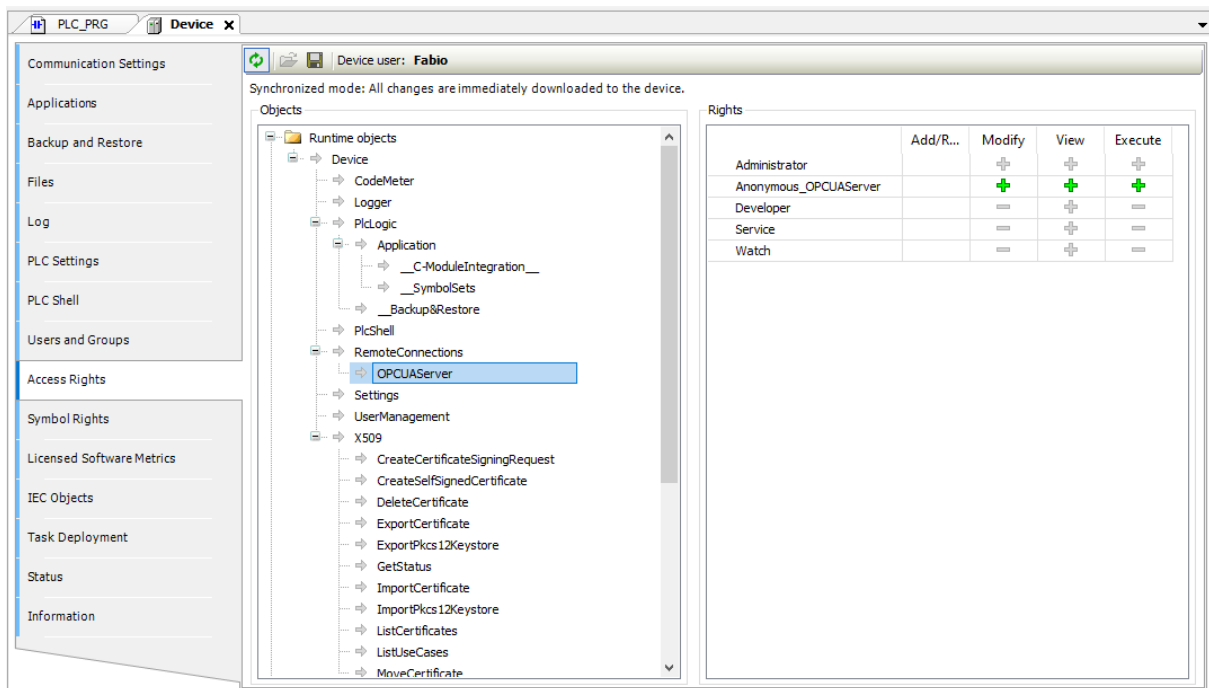 PLC_PRG
Device
Communication Settings
Applications
Backup and Restore
Files
Log
PLC Settings
PLC Shell
Users and Groups
Access Rights
Symbol Rights
Licensed Software Metrics
IEC Objects
Task Deployment
Status
Information
Device user: Fabio
Synchronized mode: All changes are immediately downloaded to the device.
Objects
Runtime objects
Device
CodeMeter
Logger
PlcLogic
Application
__C-ModuleIntegration__
__SymbolSets
__Backup&Restore
PlcShell
RemoteConnections
OPCUAServer
Settings
UserManagement
X509
CreateCertificateSigningRequest
CreateSelfSignedCertificate
DeleteCertificate
ExportCertificate
ExportPkcs12Keystore
GetStatus
ImportCertificate
ImportPkcs12Keystore
ListCertificates
ListUseCases
MoveCertificate
Rights
Add/R... Modify View Execute
Administrator
Anonymous_OPCUAServer
Developer
Service
Watch